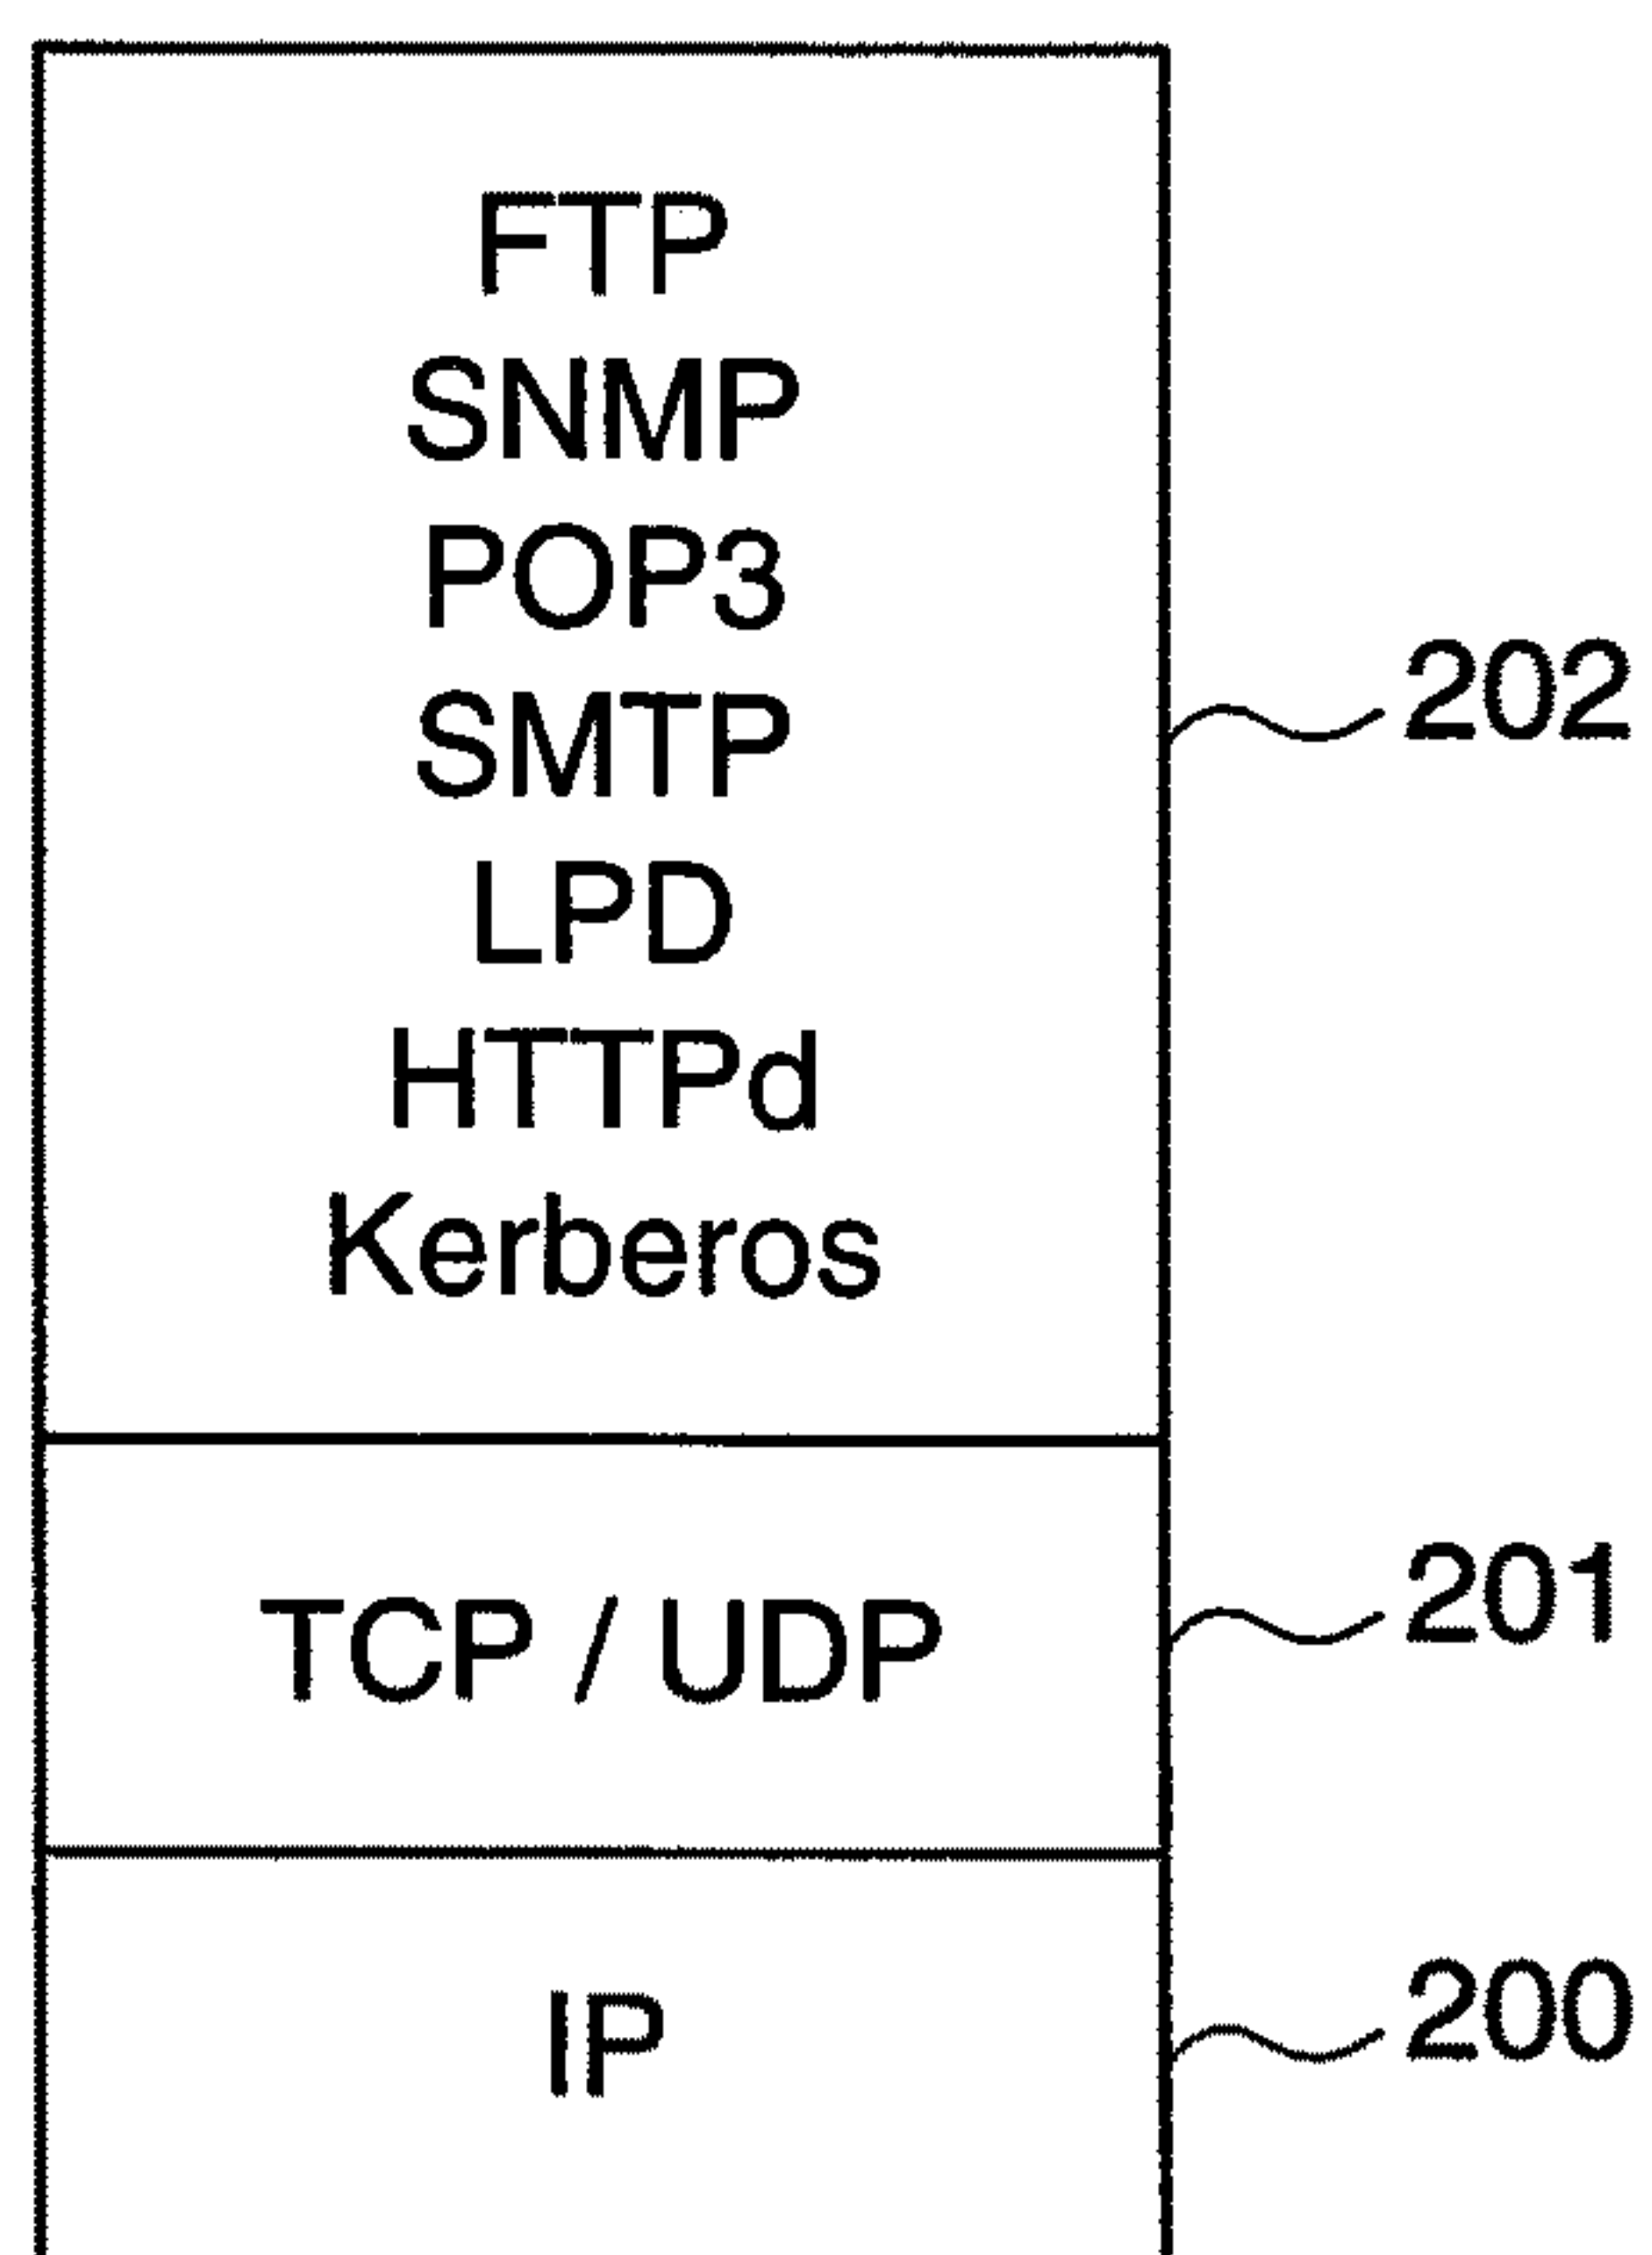 FTP
SNMP
POP3
SMTP
202
LPD
HTTPd
Kerberos
TCP / UDP
201
IP
200